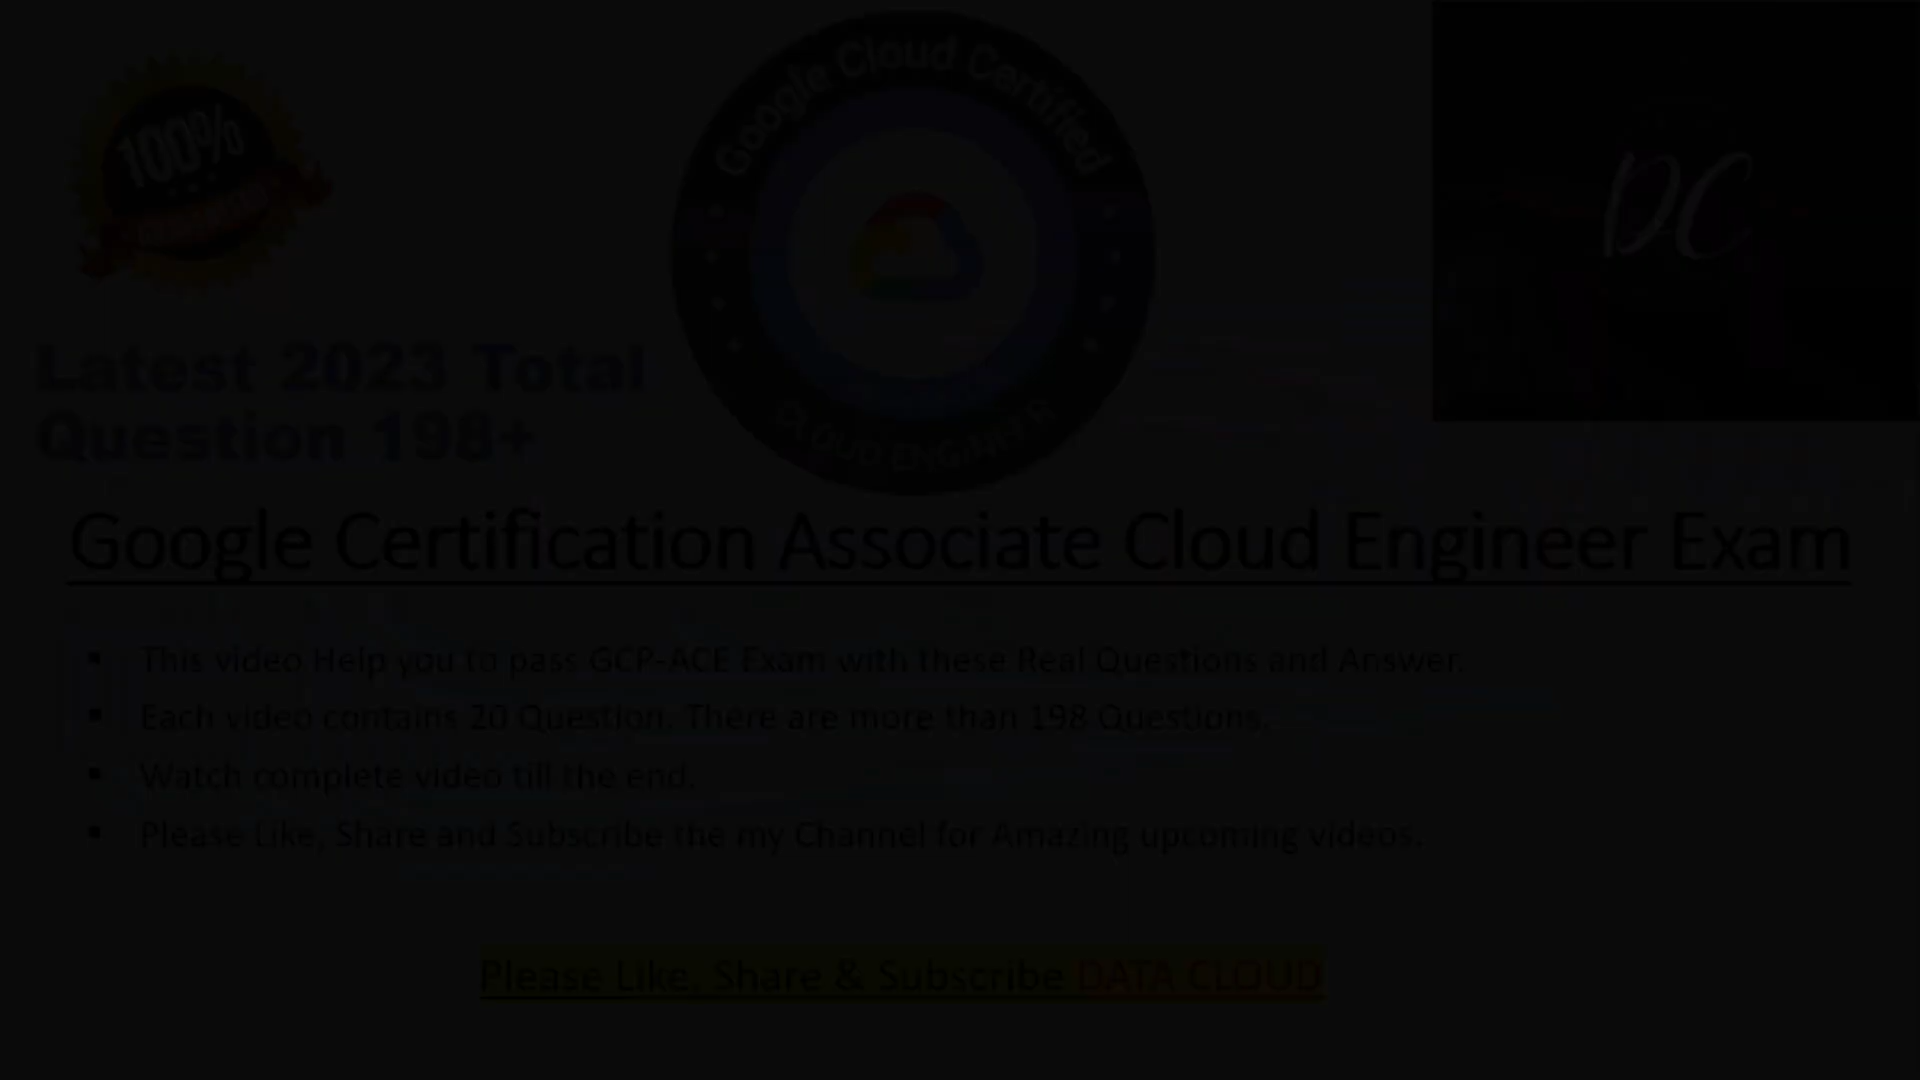 100%
Google Cloud Certified
DC
Latest 2023 Total
Question 198+
CLOUD ENGINEER
Google Certification Associate Cloud Engineer Exam
▪ This video Help you to pass GCP-ACE Exam with these Real Questions and Answer.
▪ Each video contains 20 Question. There are more than 198 Questions.
▪ Watch complete video till the end.
▪ Please Like, Share and Subscribe the my Channel for Amazing upcoming videos.
Please Like, Share & Subscribe DATA CLOUD